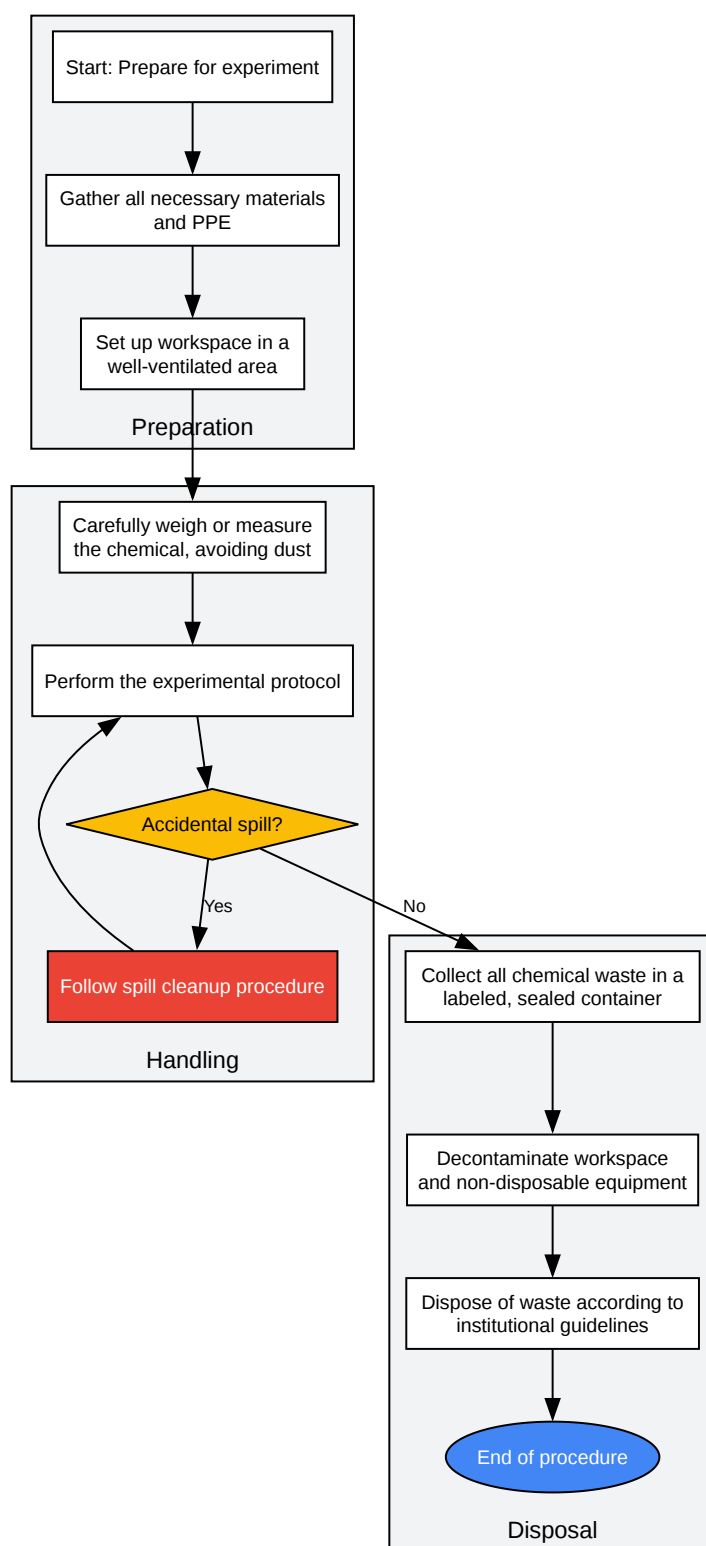 Start: Prepare for experiment
Gather all necessary materials
and PPE
Set up workspace in a
well-ventilated area
Preparation
Carefully weigh or measure
the chemical, avoiding dust
Perform the experimental protocol
Accidental spill?
Yes
No
Follow spill cleanup procedure
Handling
Collect all chemical waste in a
labeled, sealed container
Decontaminate workspace
and non-disposable equipment
Dispose of waste according to
institutional guidelines
End of procedure
Disposal